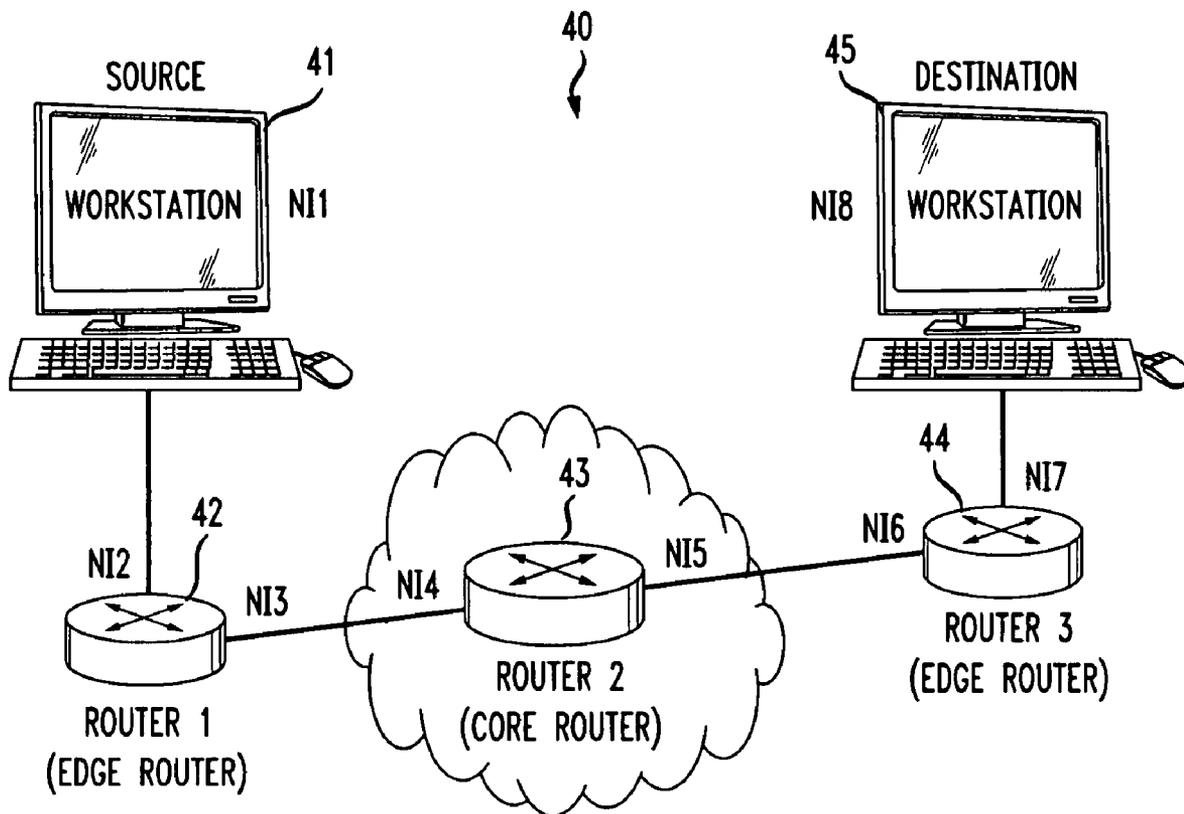 40
SOURCE
41
45
DESTINATION
WORKSTATION
NI1
NI8
WORKSTATION
42
NI2
NI3
43
NI4
NI5
44
NI6
NI7
ROUTER 1
(EDGE ROUTER)
ROUTER 2
(CORE ROUTER)
ROUTER 3
(EDGE ROUTER)